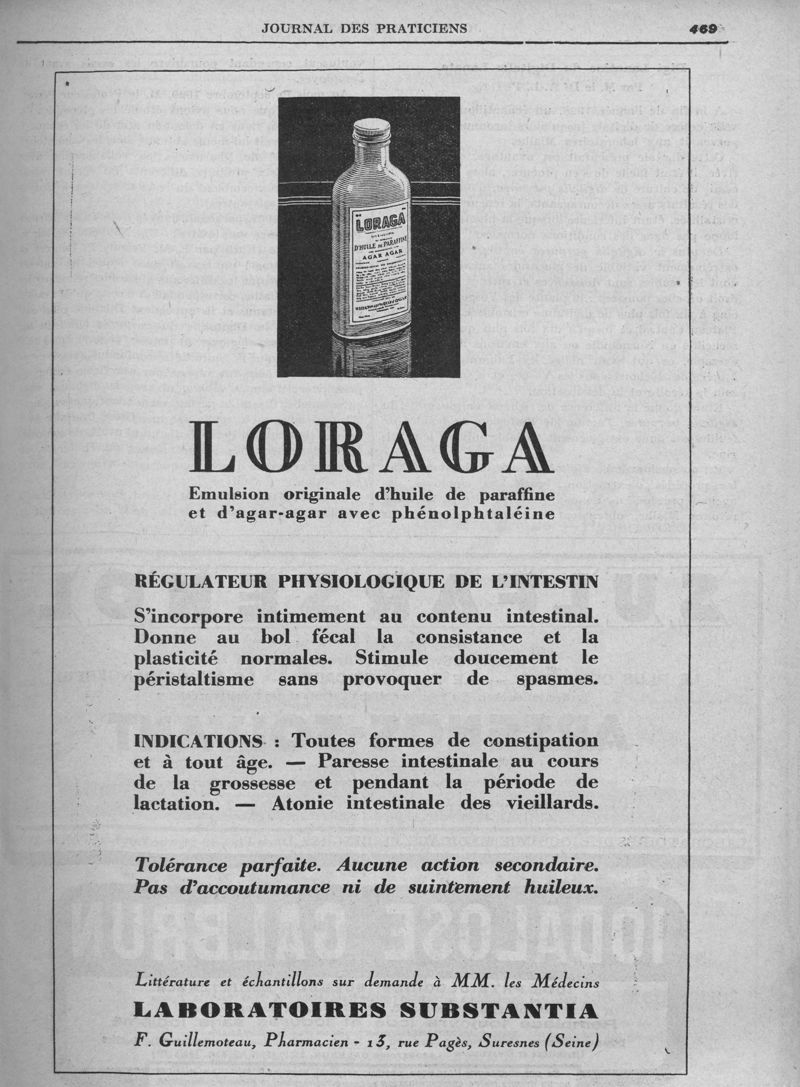 JOURNAL DES PRATICIENS 469
LORAGA
D'HUILE DE PARAFFINE
AGAR AGAR
LORAGA
Emulsion originale d'huile de paraffine
et d'agar-agar avec phénolphtaléine
RÉGULATEUR PHYSIOLOGIQUE DE L'INTESTIN
S'incorpore intimement au contenu intestinal.
Donne au bol fécal la consistance et la
plasticité normales. Stimule doucement le
péristaltisme sans provoquer de spasmes.
INDICATIONS : Toutes formes de constipation
et à tout âge. — Paresse intestinale au cours
de la grossesse et pendant la période de
lactation. — Atonie intestinale des vieillards.
Tolérance parfaite. Aucune action secondaire.
Pas d'accoutumance ni de suintement huileux.
Littérature et échantillons sur demande à MM. les Médecins
LABORATOIRES SUBSTANTIA
F. Guillemoteau, Pharmacien - 13, rue Pagès, Suresnes (Seine)